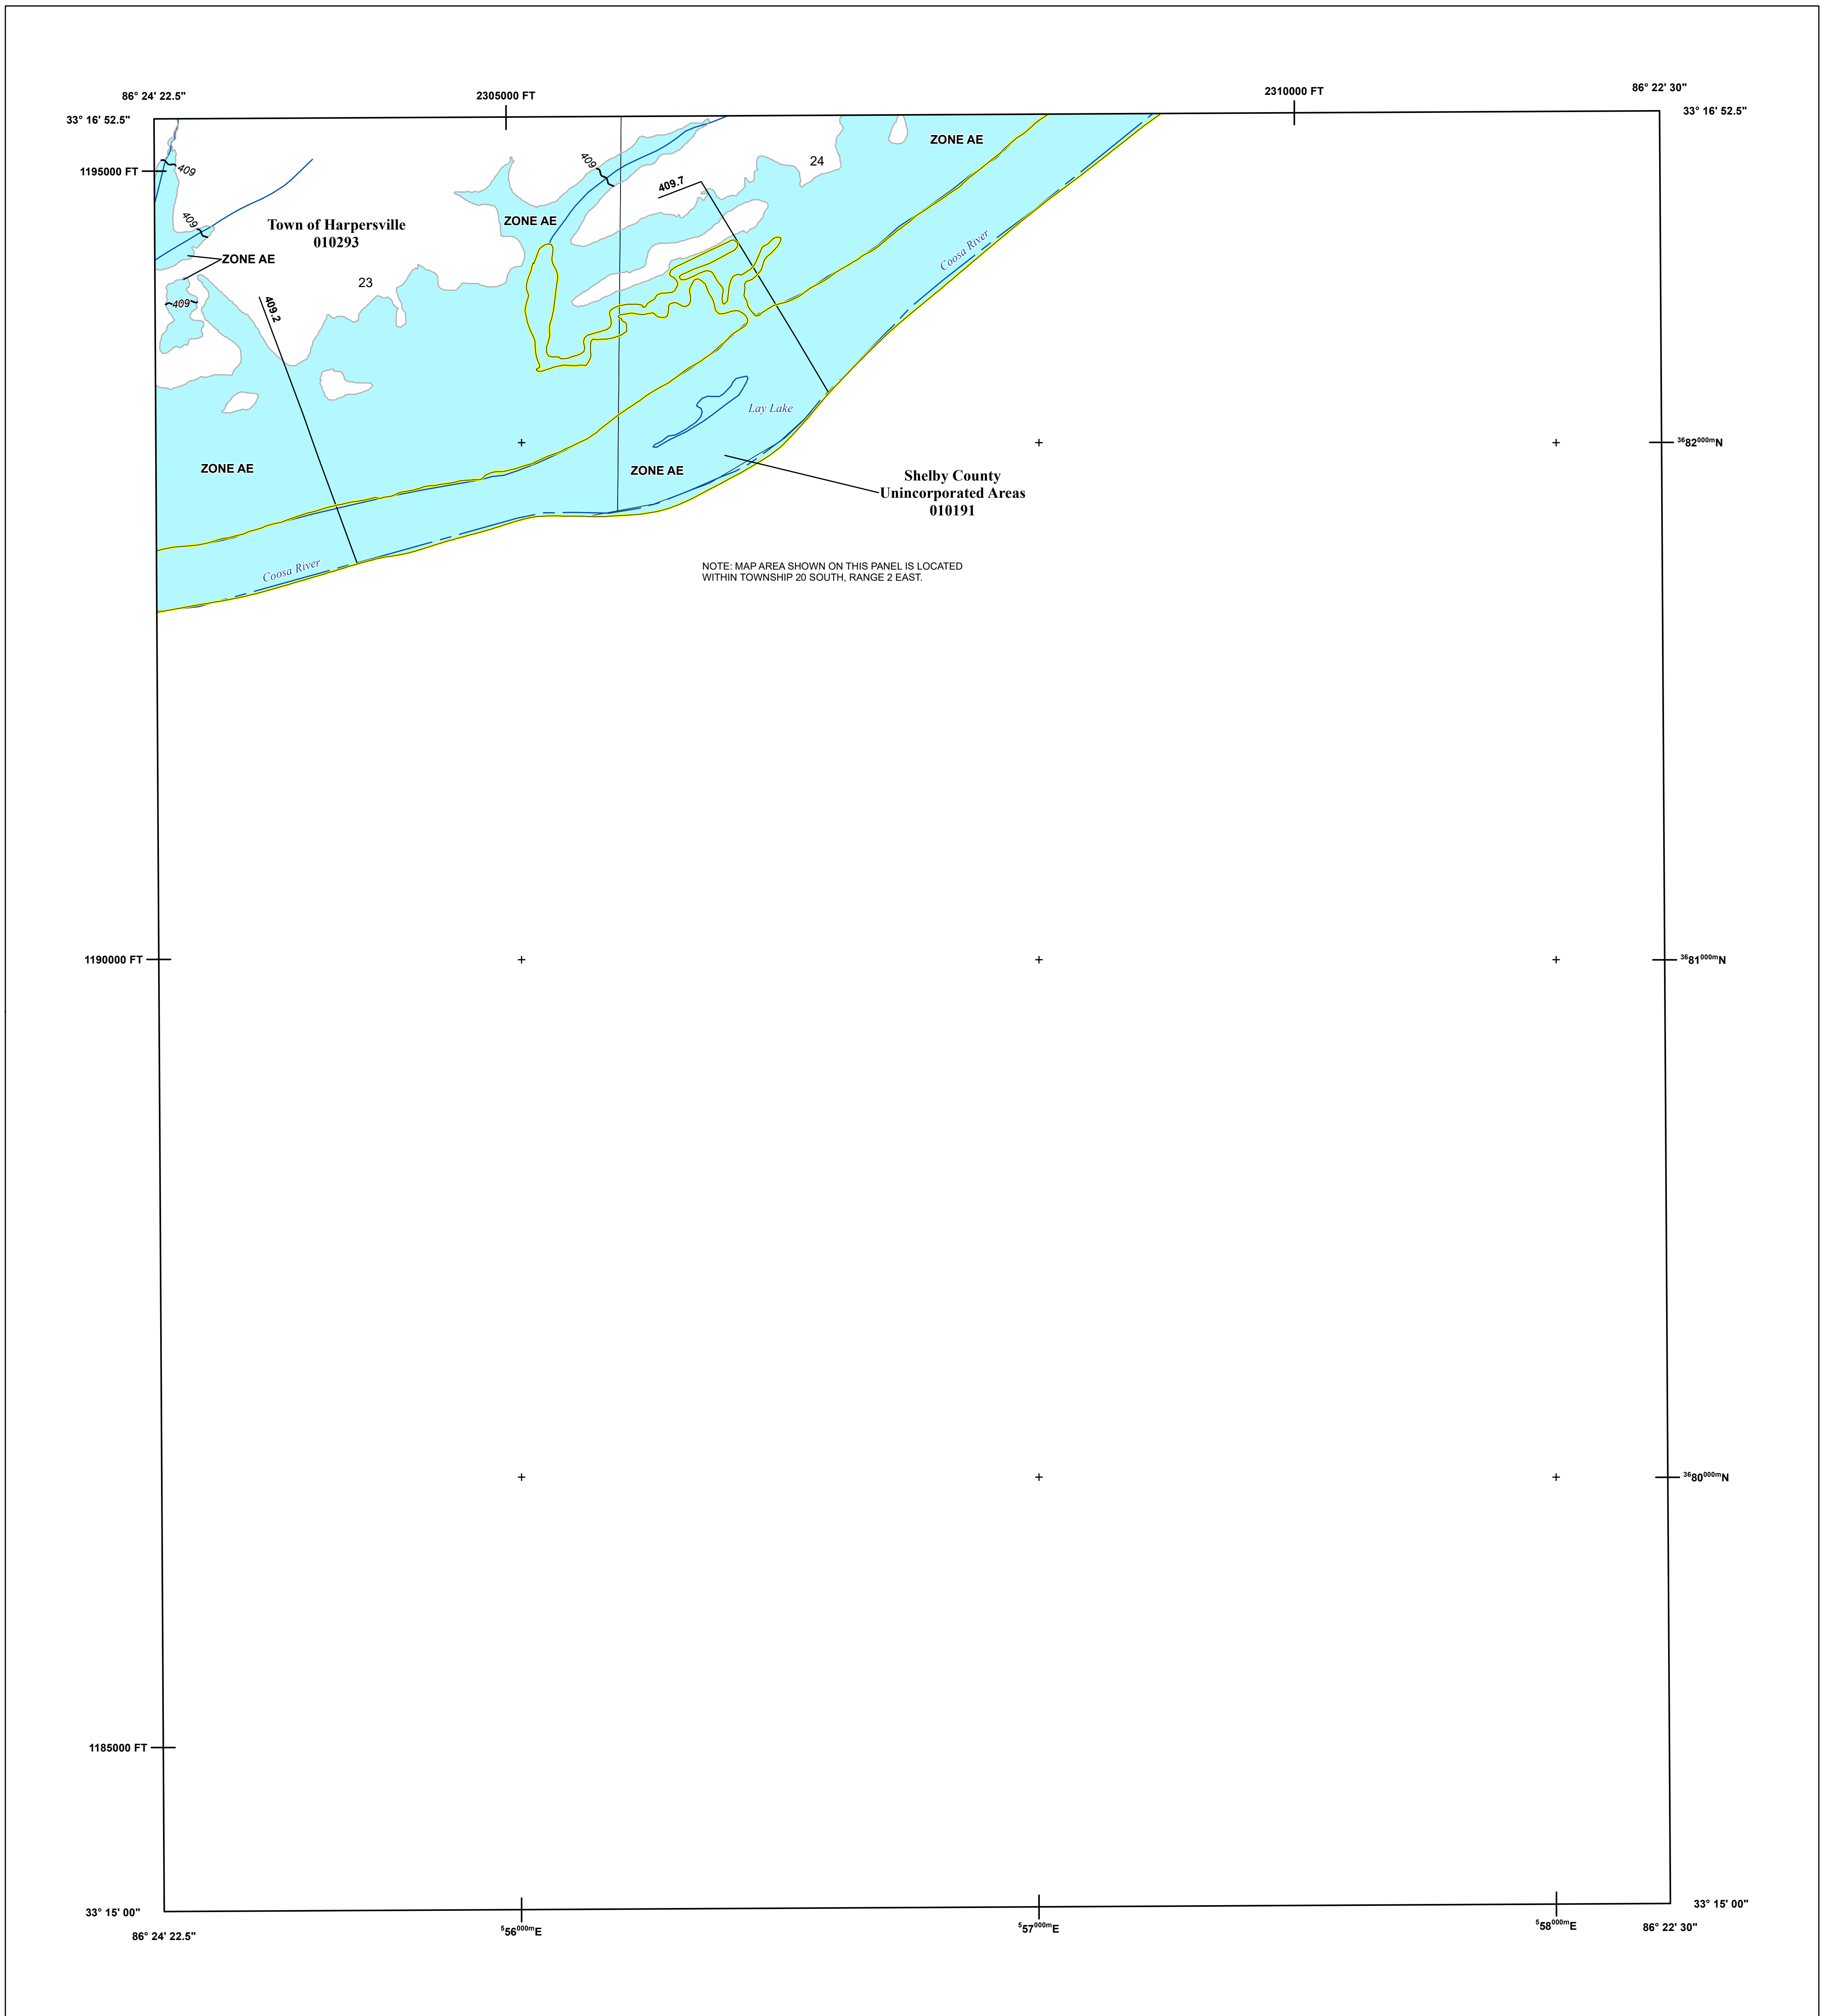 86° 24' 22.5"
2305000 FT
2310000 FT
86° 22' 30"
33° 16' 52.5"
33° 16' 52.5"
1195000 FT
409
409
24
ZONE AE
409.7
409
ZONE AE
Town of Harpersville
010293
ZONE AE
Coosa River
23
409
409.2
Lay Lake
3682000mN
ZONE AE
ZONE AE
Shelby County
Unincorporated Areas
010191
Coosa River
NOTE: MAP AREA SHOWN ON THIS PANEL IS LOCATED
WITHIN TOWNSHIP 20 SOUTH, RANGE 2 EAST.
1190000 FT
3681000mN
3680000mN
1185000 FT
33° 15' 00"
33° 15' 00"
86° 24' 22.5"
556000mE
557000mE
558000mE
86° 22' 30"